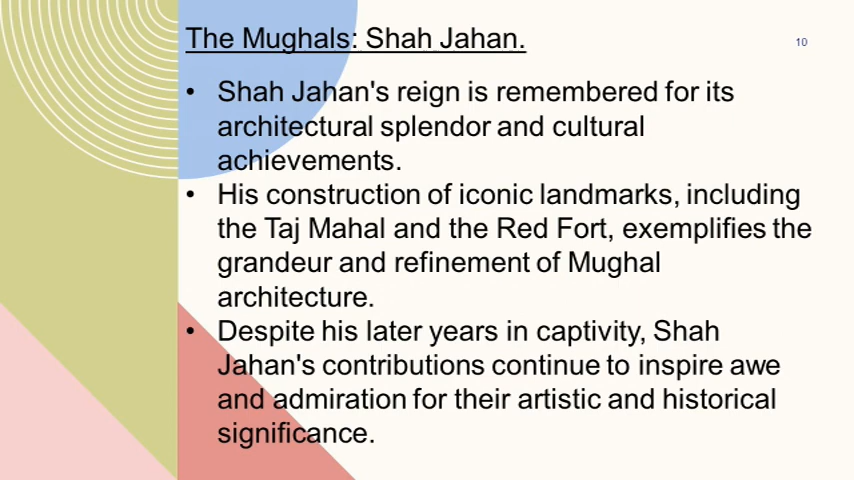 The Mughals: Shah Jahan.
10
• Shah Jahan's reign is remembered for its
architectural splendor and cultural
achievements.
• His construction of iconic landmarks, including
the Taj Mahal and the Red Fort, exemplifies the
grandeur and refinement of Mughal
architecture.
• Despite his later years in captivity, Shah
Jahan's contributions continue to inspire awe
and admiration for their artistic and historical
significance.